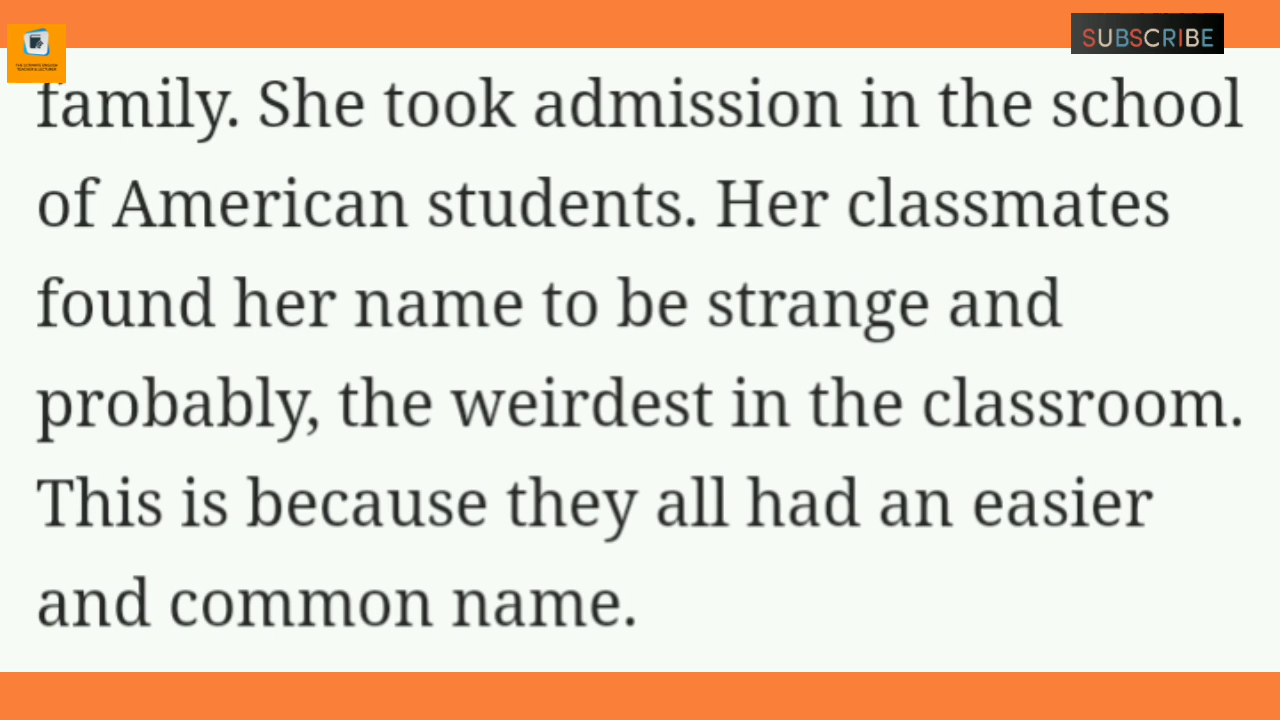 SUBSCRIBE
family. She took admission in the school
of American students. Her classmates
found her name to be strange and
probably, the weirdest in the classroom.
This is because they all had an easier
and common name.